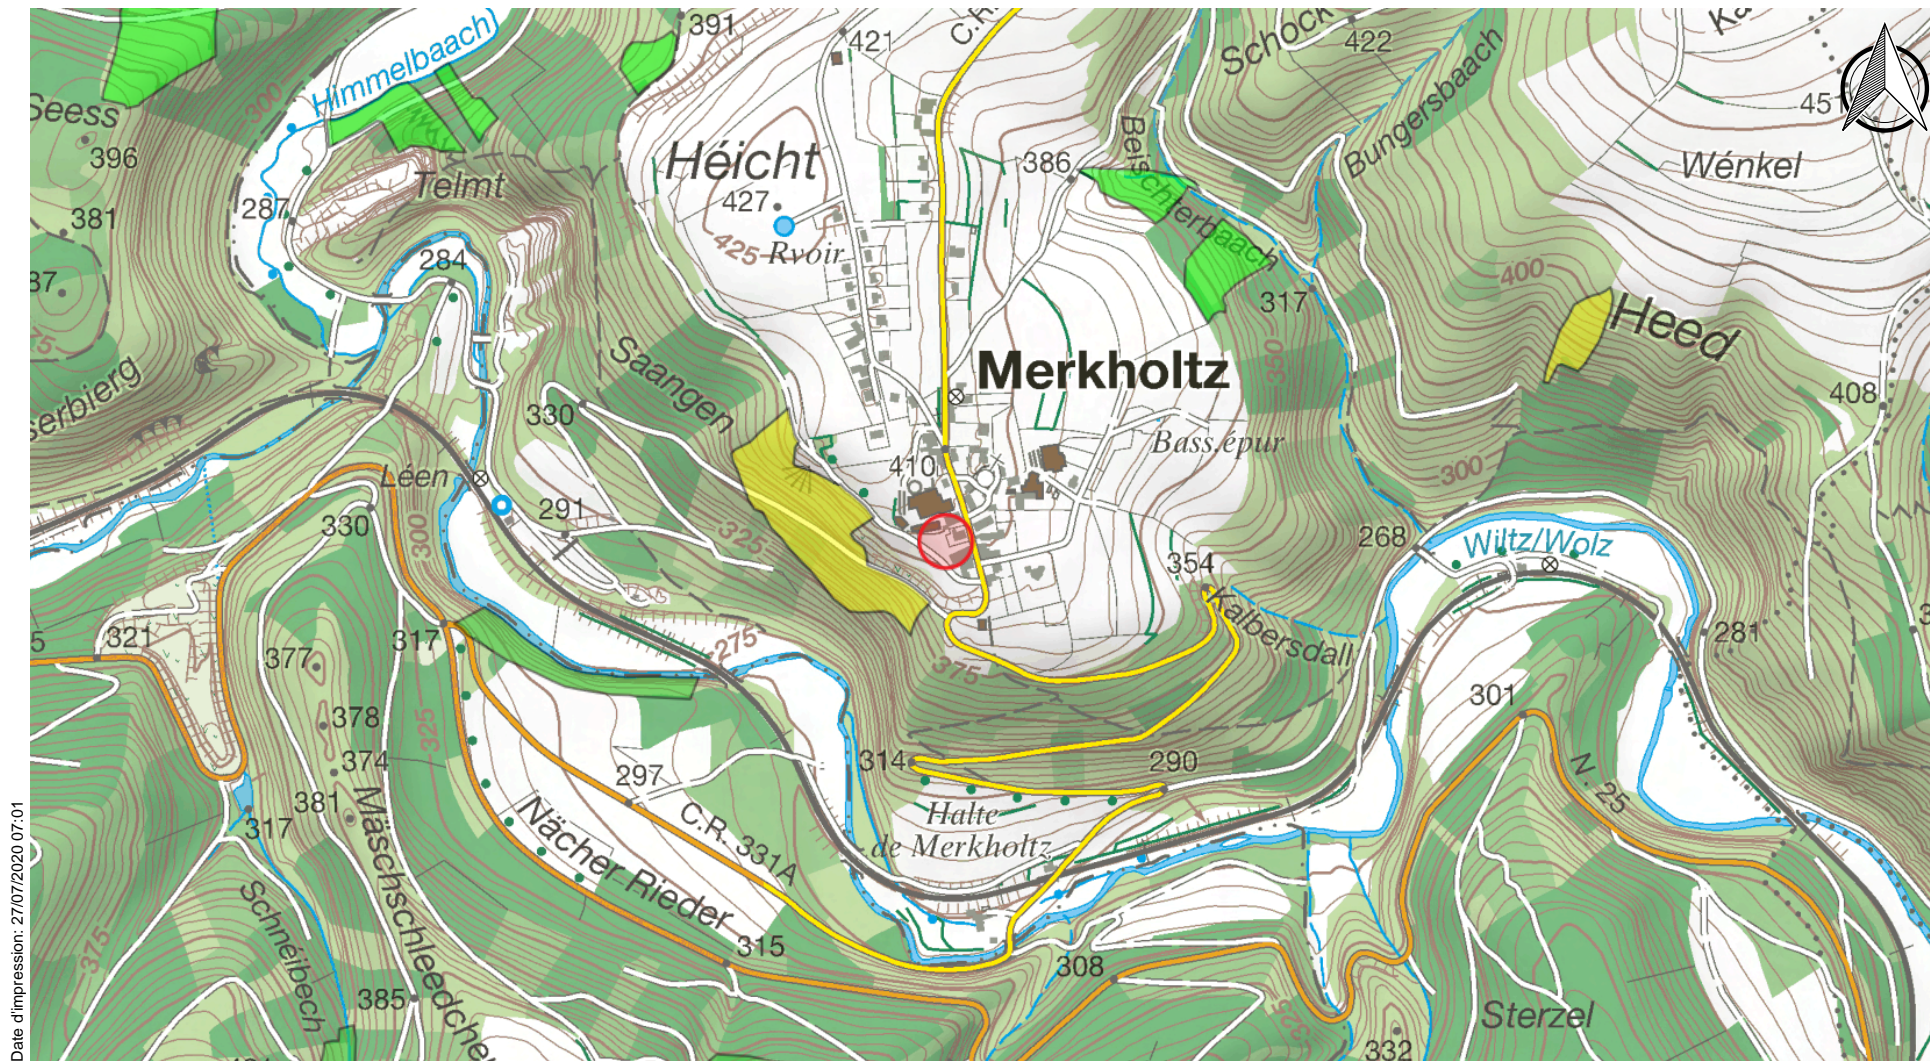 391
421
C.R.
Schock
422
Himmelbaach
300
Seess
396
Telmt
Héicht
427
425
Rvoir
386
Beischterbaach
Bungersbaach
451
Wénkel
381
287
284
317
400
Heed
350
Merkholtz
Saangen
330
408
Bass.épur
410
300
Léen
291
330
300
325
268
Wiltz/Wolz
354
Kalbersdall
321
317
377
275
375
281
378
374
325
381
317
297
314
290
301
N. 25
Halte
de Merkholtz
C.R. 331A
Nächer Rieder
Mäschschleedchen
Schnéibech
375
385
315
308
325
Sterzel
332
Date d'impression: 27/07/2020 07:01